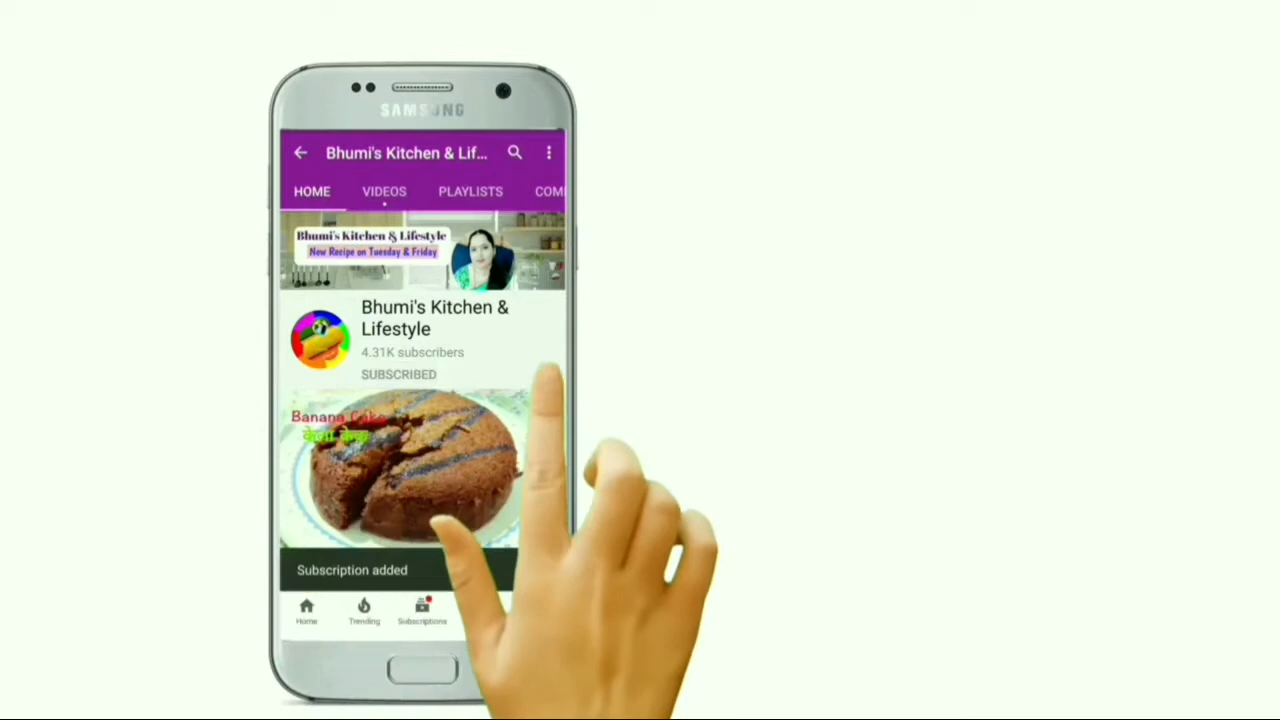 SAMSUNG
Bhumi's Kitchen & Lif...
HOME VIDEOS PLAYLISTS COM
Bhumi's Kitchen & Lifestyle
New Recipe on Tuesday & Friday
Bhumi's Kitchen &
Lifestyle
4.31K subscribers
SUBSCRIBED
Banana Cake
केला केक
Subscription added
Home Trending Subscriptions